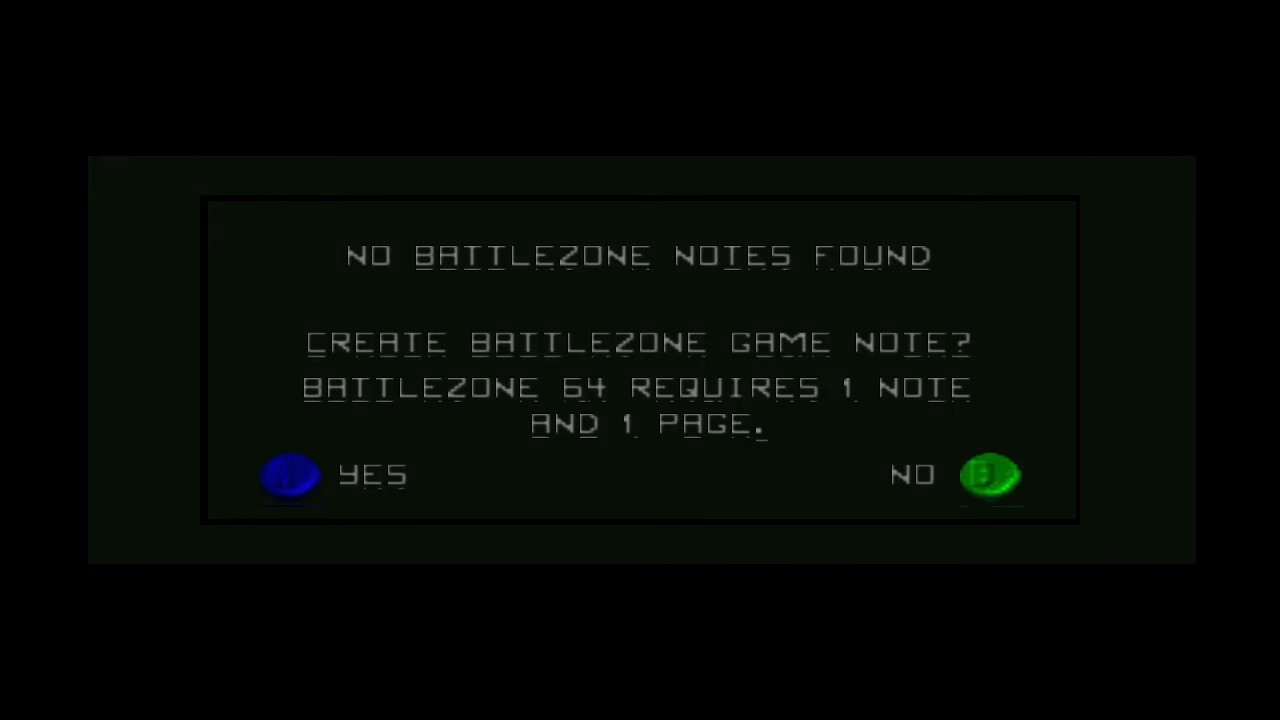 NO BATTLEZONE NOTES FOUND
CREATE BATTLEZONE GAME NOTE?
BATTLEZONE 64 REQUIRES 1 NOTE
AND 1 PAGE.
YES NO B